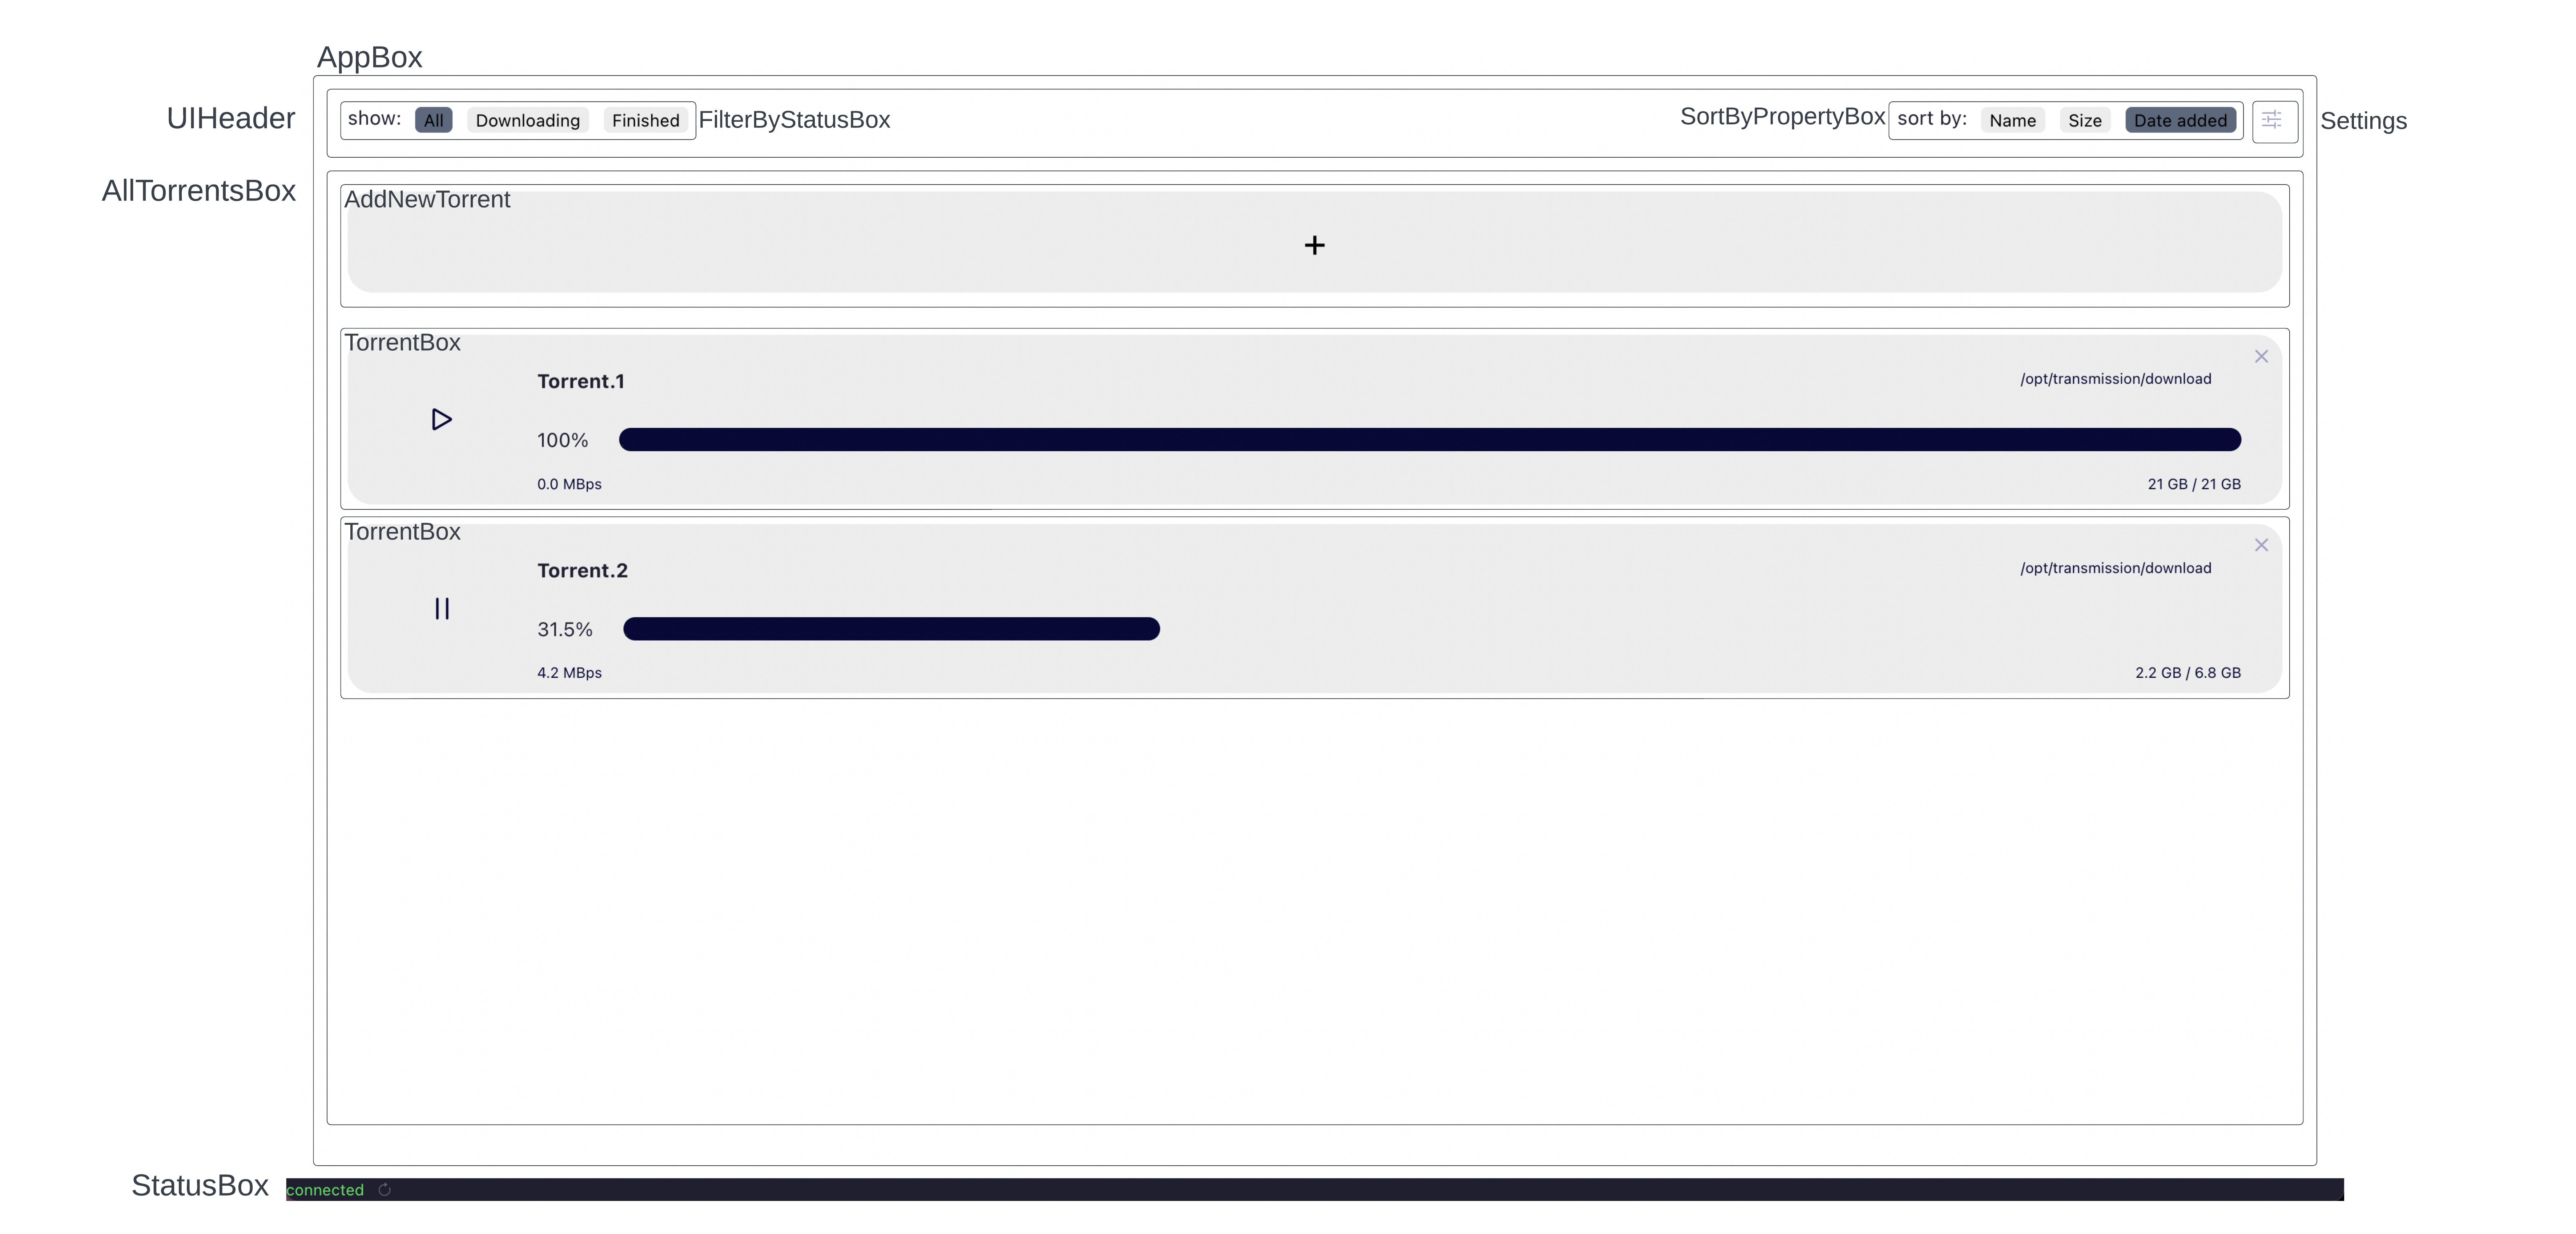 AppBox
UIHeader
show: All Downloading Finished FilterByStatusBox
SortByPropertyBox sort by: Name Size Date added
Settings
AllTorrentsBox
AddNewTorrent
+
TorrentBox
Torrent.1
/opt/transmission/download
100%
0.0 MBps
21 GB / 21 GB
TorrentBox
Torrent.2
/opt/transmission/download
31.5%
4.2 MBps
2.2 GB / 6.8 GB
StatusBox
connected